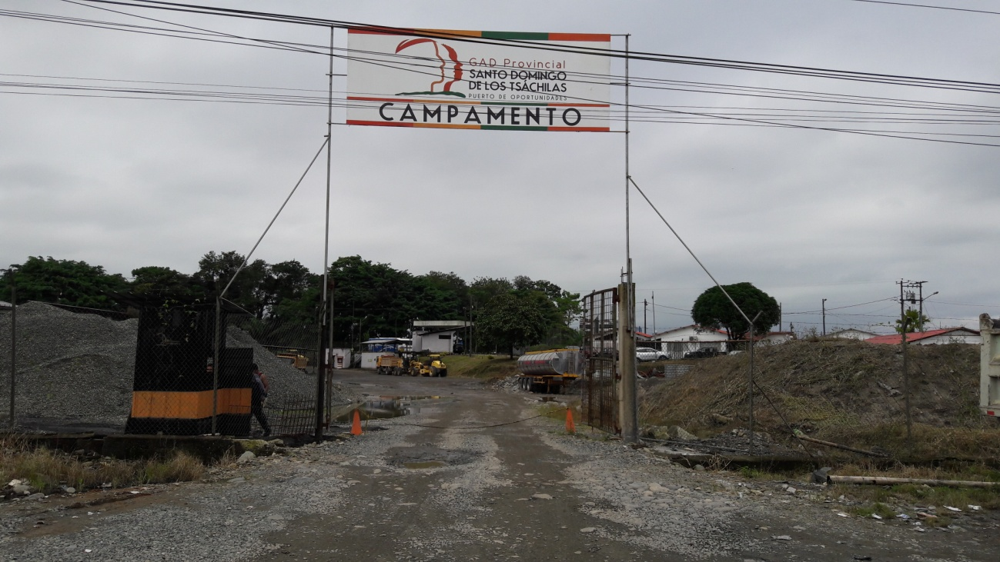 GAD Provincial
SANTO DOMINGO
DE LOS TSÁCHILAS
PUERTO DE OPORTUNIDADES
CAMPAMENTO